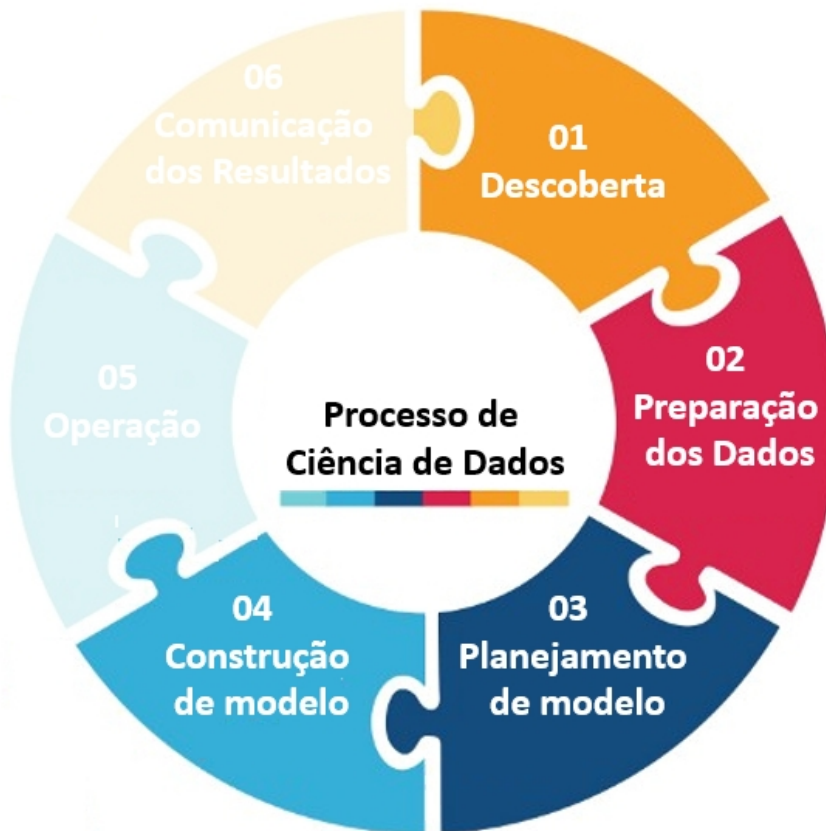 Processo de
Ciência de Dados
01
Descoberta
02
Preparação
dos Dados
03
Planejamento
de modelo
04
Construção
de modelo
05
Operação
06
Comunicação
dos Resultados